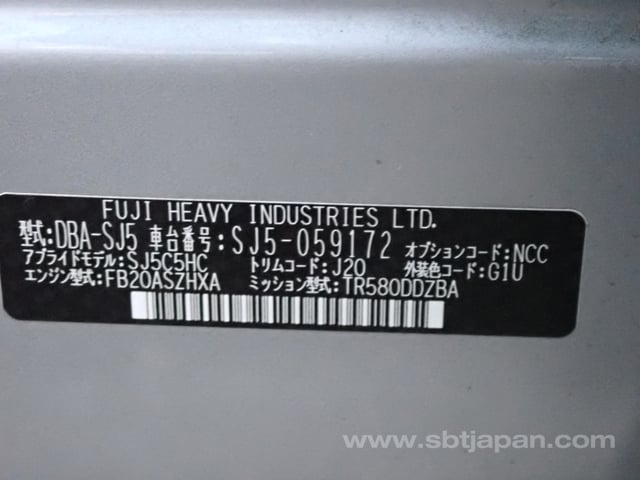 FUJI HEAVY INDUSTRIES LTD.
型式:DBA-SJ5 車台番号:SJ5-059172 オプションコード:NCC
アプライドモデル:SJ5C5HC トリムコード:J20 外装色コード:G1U
エンジン型式:FB20ASZHXA ミッション型式:TR580DDZBA
www.sbtjapan.com